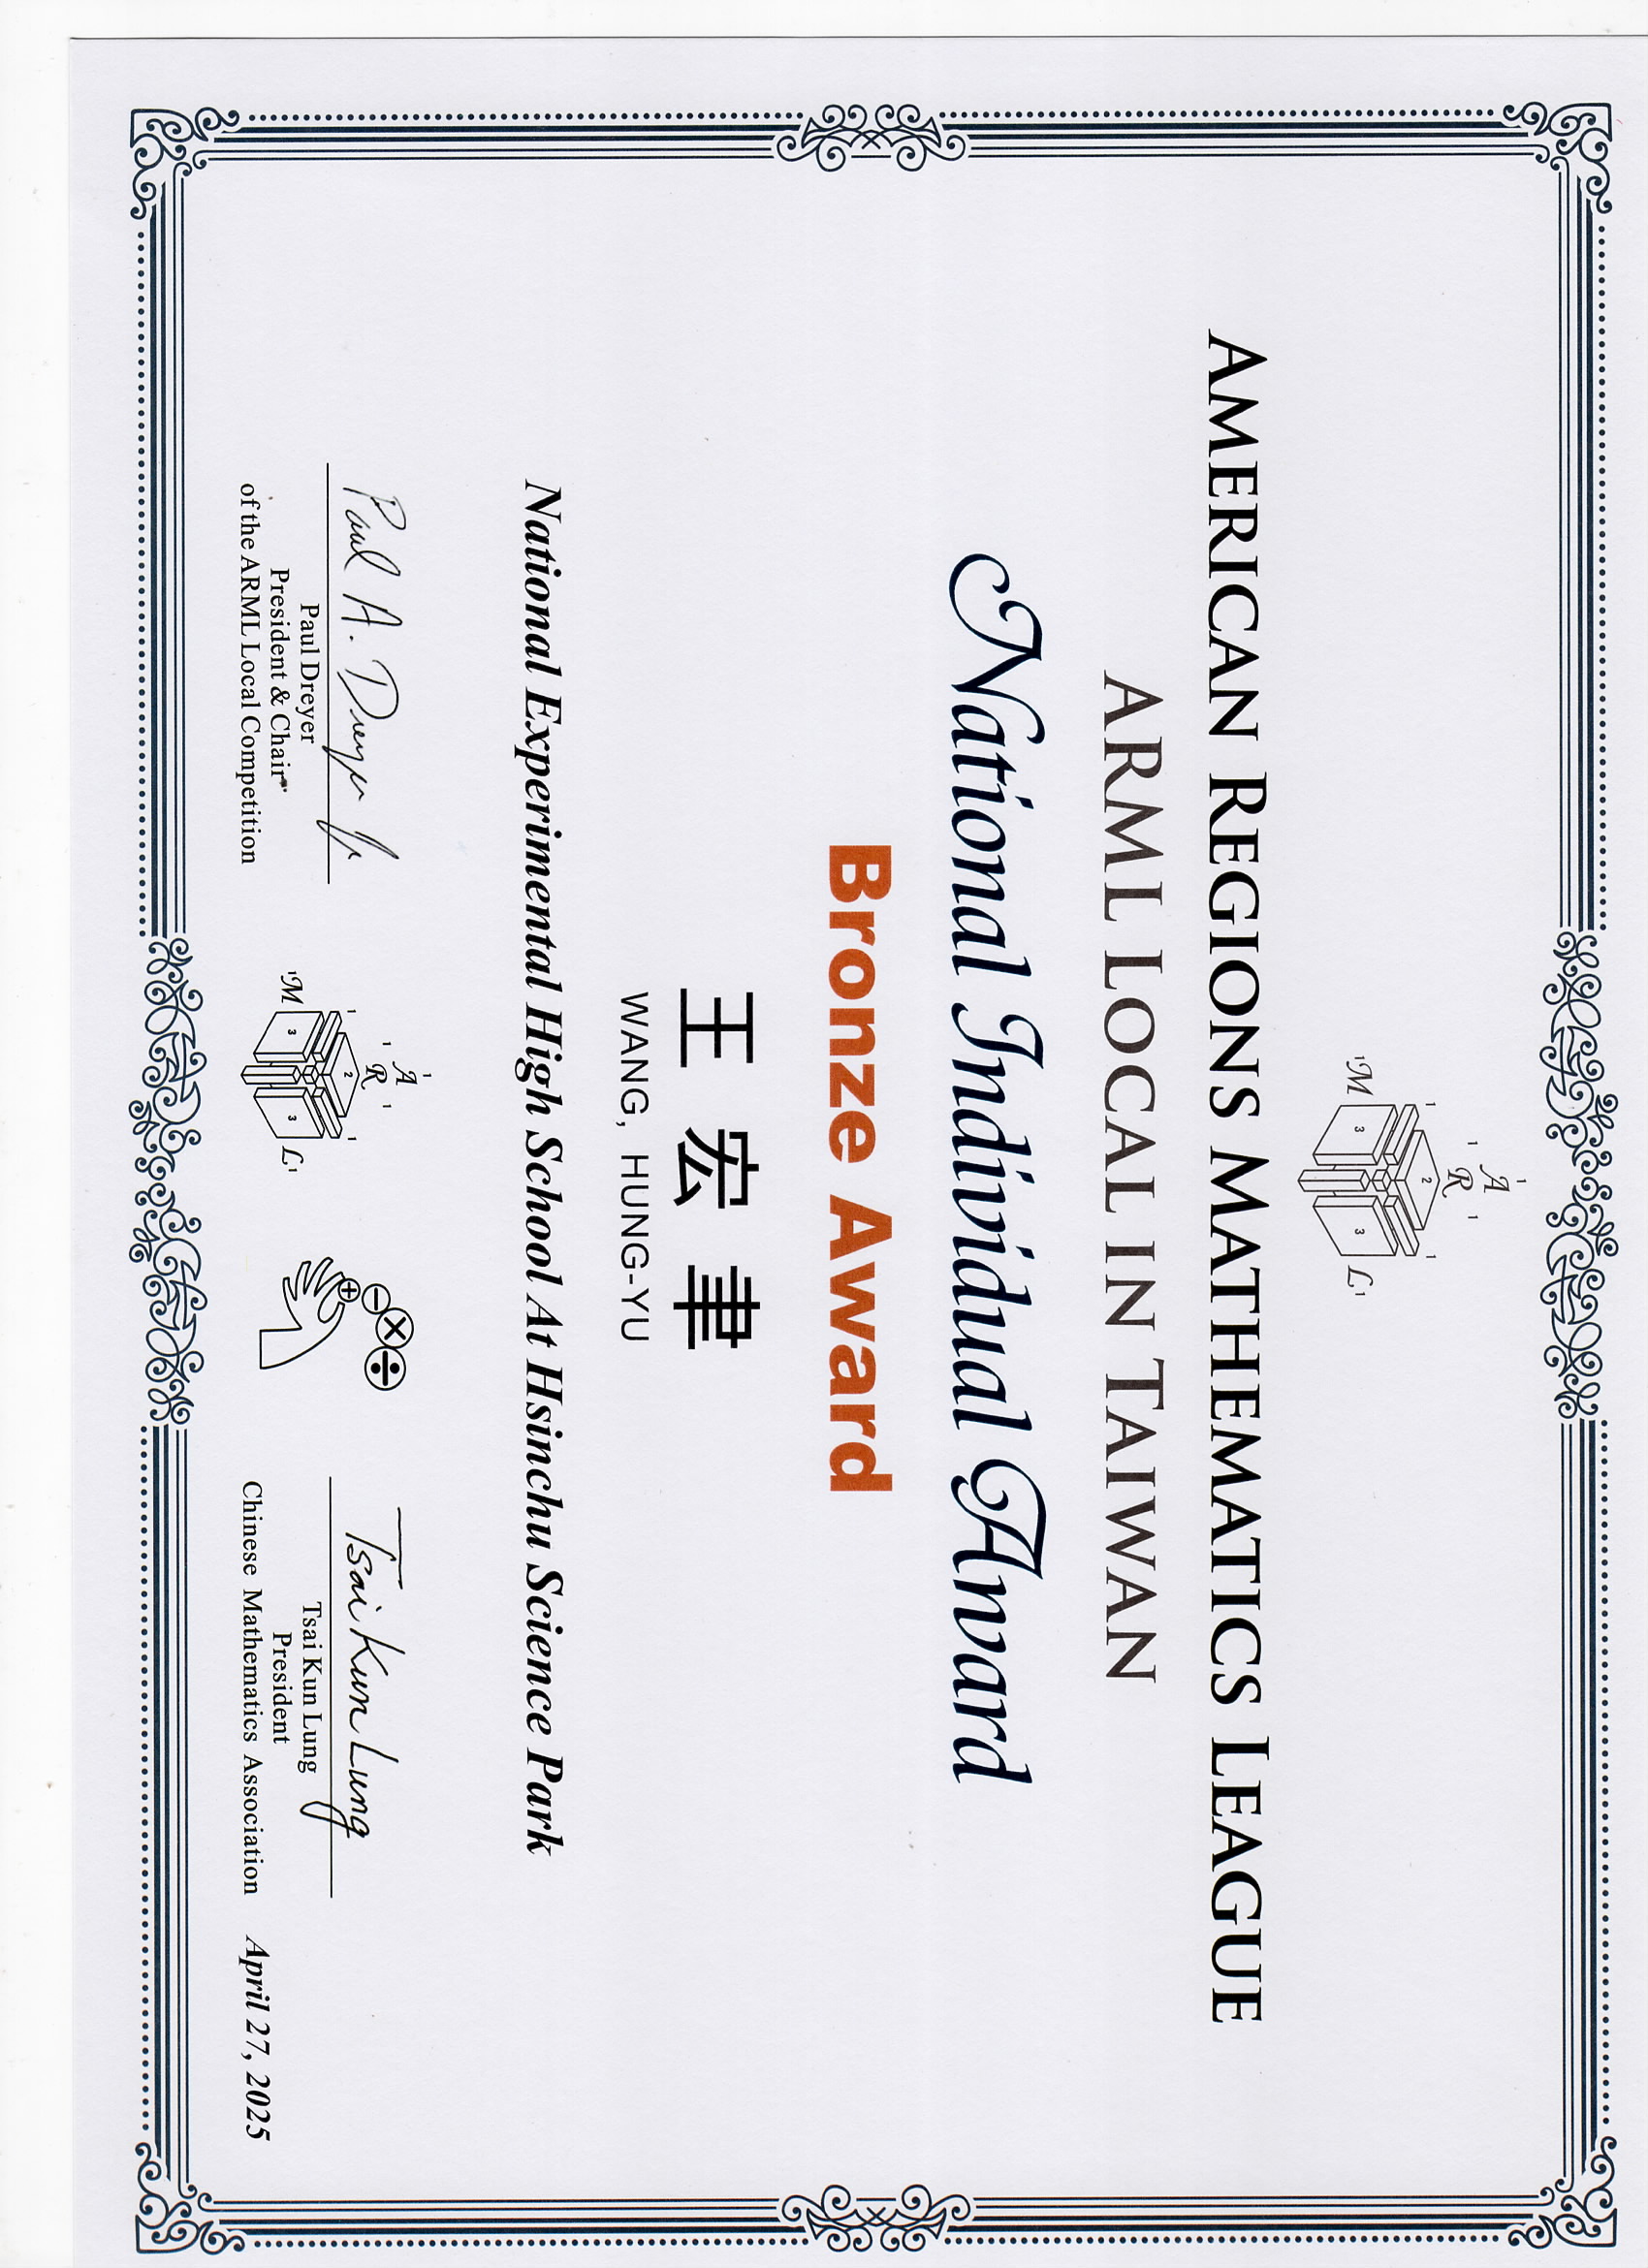 AMERICAN REGIONS MATHEMATICS LEAGUE
ARML LOCAL IN TAIWAN
National Individual Award
Bronze Award
王宏聿
WANG, HUNG-YU
National Experimental High School At Hsinchu Science Park
Paul A. Dreyer Jr
Paul Dreyer
President & Chair
of the ARML Local Competition
Tsai Kun Lung
Tsai Kun Lung
President
Chinese Mathematics Association
April 27, 2025